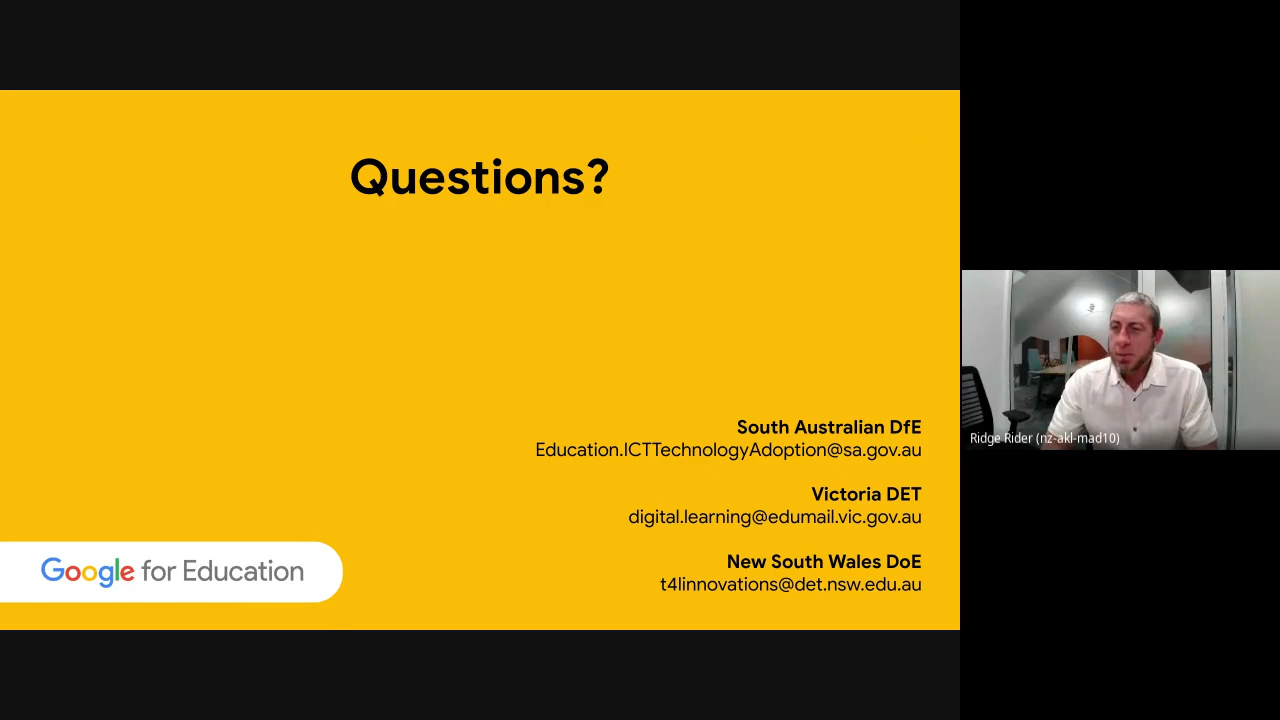 Questions?
South Australian DfE
Education.ICTTechnologyAdoption@sa.gov.au
Victoria DET
digital.learning@edumail.vic.gov.au
New South Wales DoE
t4linnovations@det.nsw.edu.au
Google for Education
Ridge Rider (nz-akl-mad10)